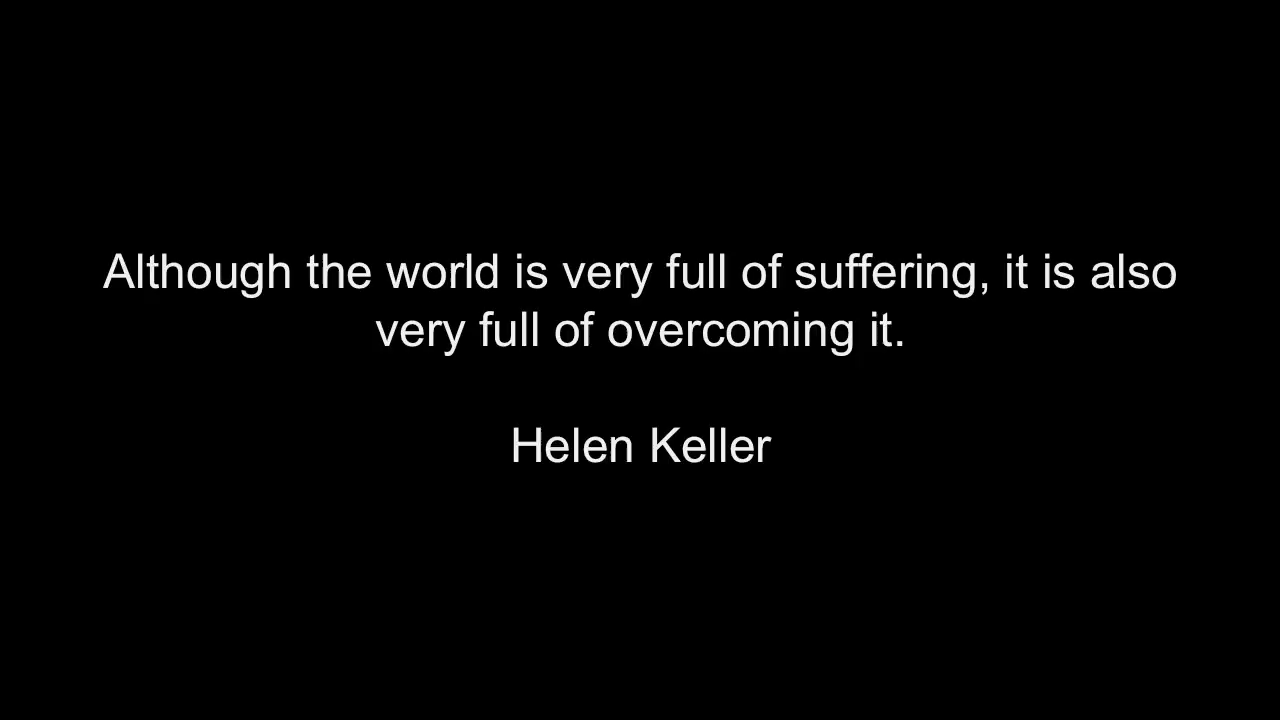 Although the world is very full of suffering, it is also
very full of overcoming it.
Helen Keller